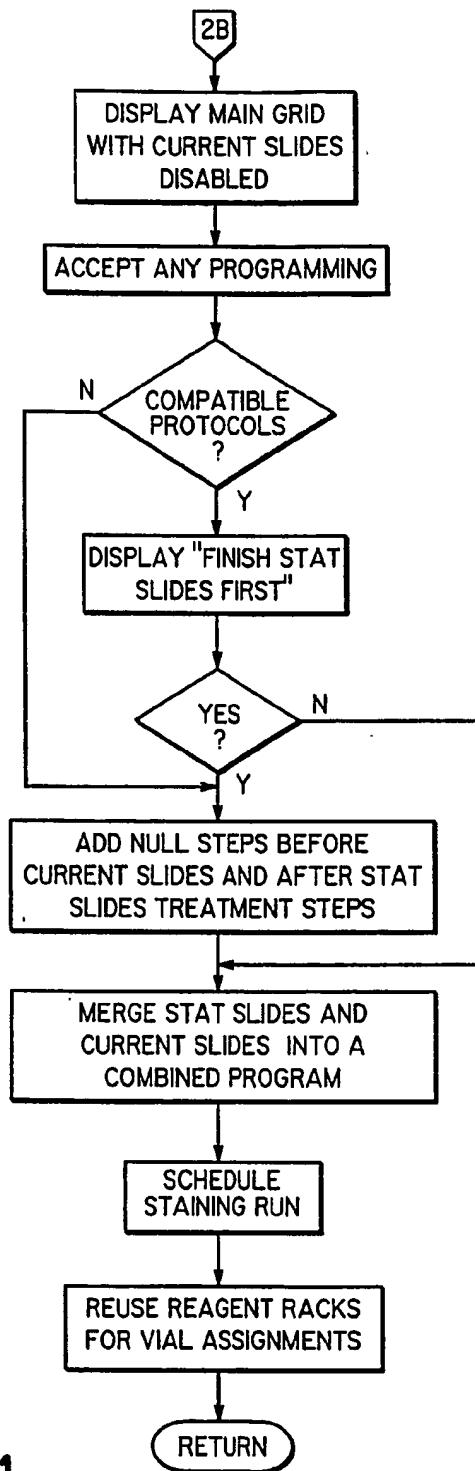 2B
DISPLAY MAIN GRID
WITH CURRENT SLIDES
DISABLED
ACCEPT ANY PROGRAMMING
N
COMPATIBLE
PROTOCOLS
?
Y
DISPLAY "FINISH STAT
SLIDES FIRST"
YES
?
N
Y
ADD NULL STEPS BEFORE
CURRENT SLIDES AND AFTER STAT
SLIDES TREATMENT STEPS
MERGE STAT SLIDES AND
CURRENT SLIDES INTO A
COMBINED PROGRAM
SCHEDULE
STAINING RUN
REUSE REAGENT RACKS
FOR VIAL ASSIGNMENTS
RETURN